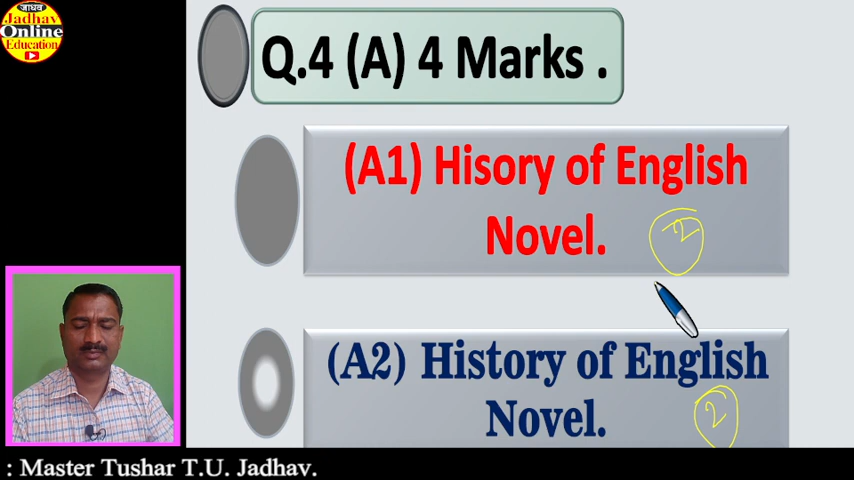 जाधव
Jadhav
Online
Education
Q.4 (A) 4 Marks .
(A1) Hisory of English
Novel.
2
(A2) History of English
Novel.
2
: Master Tushar T.U. Jadhav.